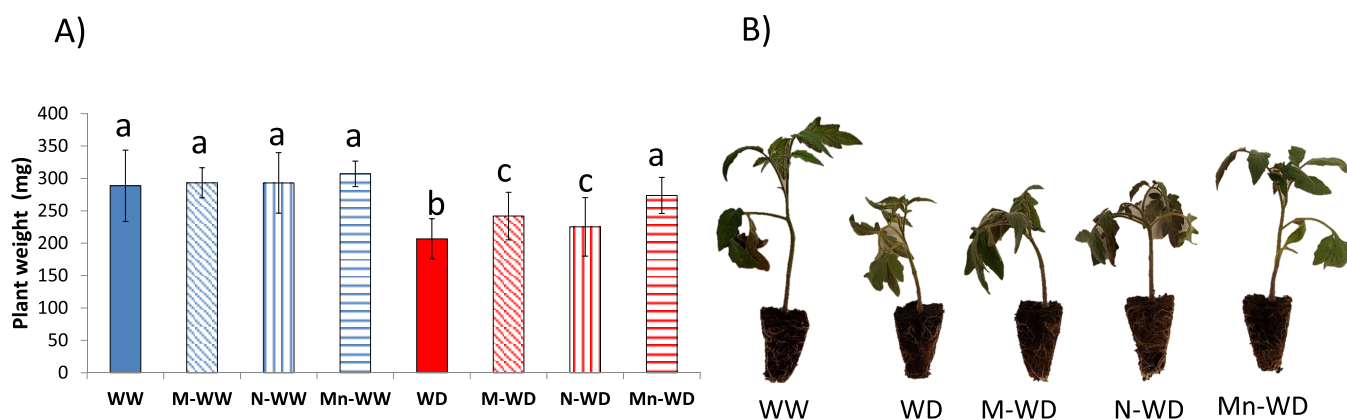 A)
B)
Plant weight (mg)
400
350
300
250
200
150
100
50
0
a
a
a
a
b
c
c
a
WW M-WW N-WW Mn-WW WD M-WD N-WD Mn-WD
WW WD M-WD N-WD Mn-WD